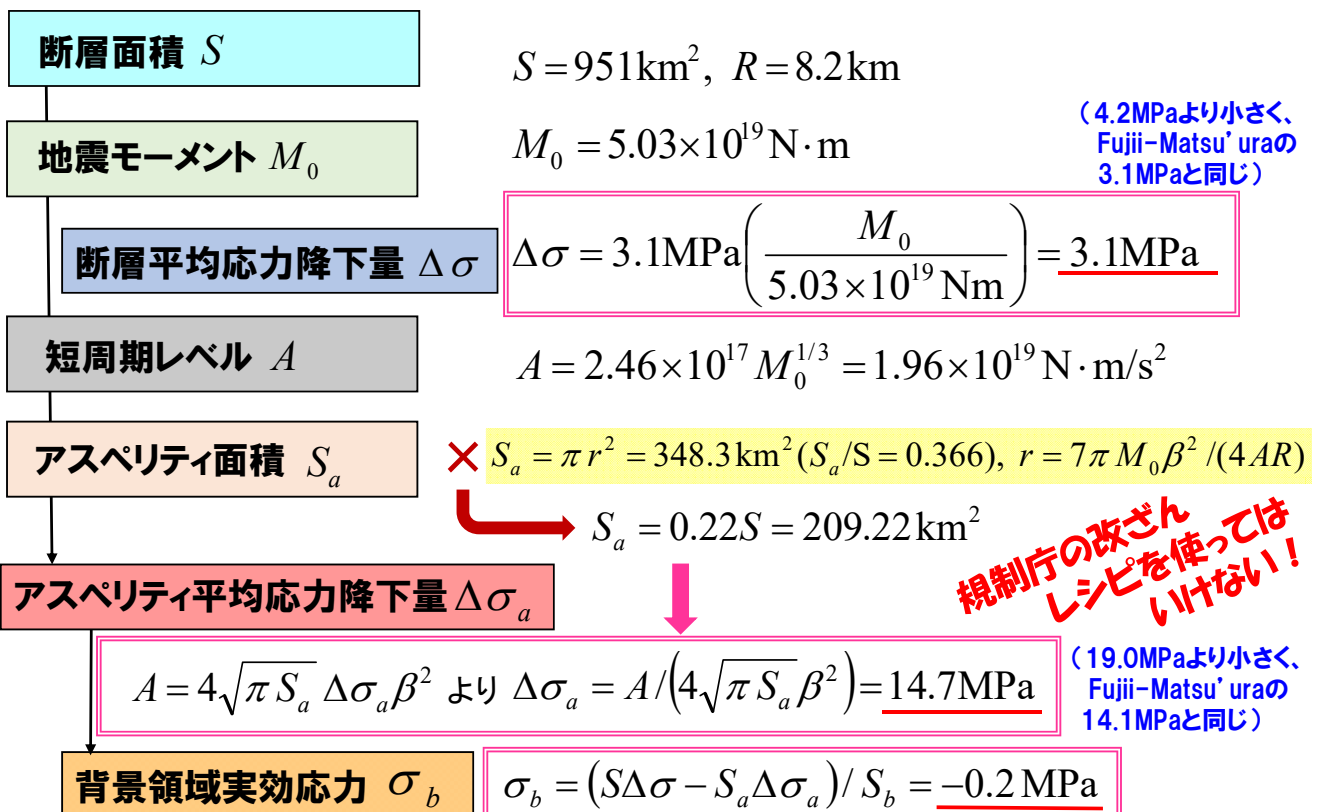 断層面積 S
S = 951km², R = 8.2km
地震モーメント M₀
M₀ = 5.03×10¹⁹ N·m
（4.2MPaより小さく、
Fujii-Matsu'uraの
3.1MPaと同じ）
断層平均応力降下量 Δσ
Δσ = 3.1MPa(M₀/5.03×10¹⁹ Nm) = 3.1MPa
短周期レベル A
A = 2.46×10¹⁷ M₀^{1/3} = 1.96×10¹⁹ N·m/s²
アスペリティ面積 Sₐ
× Sₐ = πr² = 348.3km²(Sₐ/S = 0.366), r = 7πM₀β²/(4AR)
Sₐ = 0.22S = 209.22km²
規制庁の改ざん
レシピを使っては
いけない！
アスペリティ平均応力降下量 Δσₐ
A = 4√(πSₐ) Δσₐβ² より Δσₐ = A/(4√(πSₐ)β²) = 14.7MPa
（19.0MPaより小さく、
Fujii-Matsu'uraの
14.1MPaと同じ）
背景領域実効応力 σ_b
σ_b = (SΔσ − SₐΔσₐ)/S_b = −0.2MPa